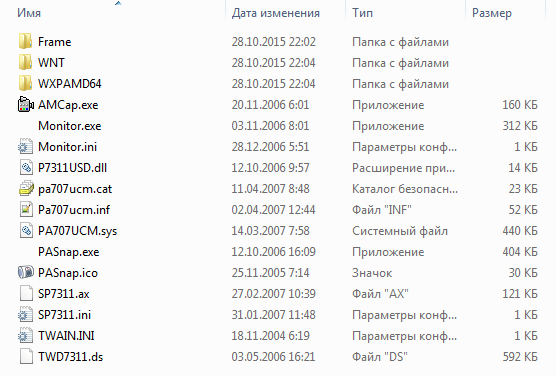 Имя Дата изменения Тип Размер
Frame 28.10.2015 22:02 Папка с файлами
WNT 28.10.2015 22:04 Папка с файлами
WXPAMD64 28.10.2015 22:04 Папка с файлами
AMCap.exe 20.11.2006 6:01 Приложение 160 КБ
Monitor.exe 03.11.2006 8:01 Приложение 312 КБ
Monitor.ini 28.12.2006 5:51 Параметры конф... 1 КБ
P7311USD.dll 12.10.2006 9:57 Расширение при... 14 КБ
pa707ucm.cat 11.04.2007 8:48 Каталог безопасн... 23 КБ
Pa707ucm.inf 02.04.2007 12:44 Файл "INF" 52 КБ
PA707UCM.sys 14.03.2007 7:58 Системный файл 440 КБ
PASnap.exe 12.10.2006 16:09 Приложение 404 КБ
PASnap.ico 25.11.2005 7:14 Значок 30 КБ
SP7311.ax 27.02.2007 10:39 Файл "AX" 121 КБ
SP7311.ini 31.01.2007 11:48 Параметры конф... 1 КБ
TWAIN.INI 18.11.2004 6:19 Параметры конф... 1 КБ
TWD7311.ds 03.05.2006 16:21 Файл "DS" 592 КБ